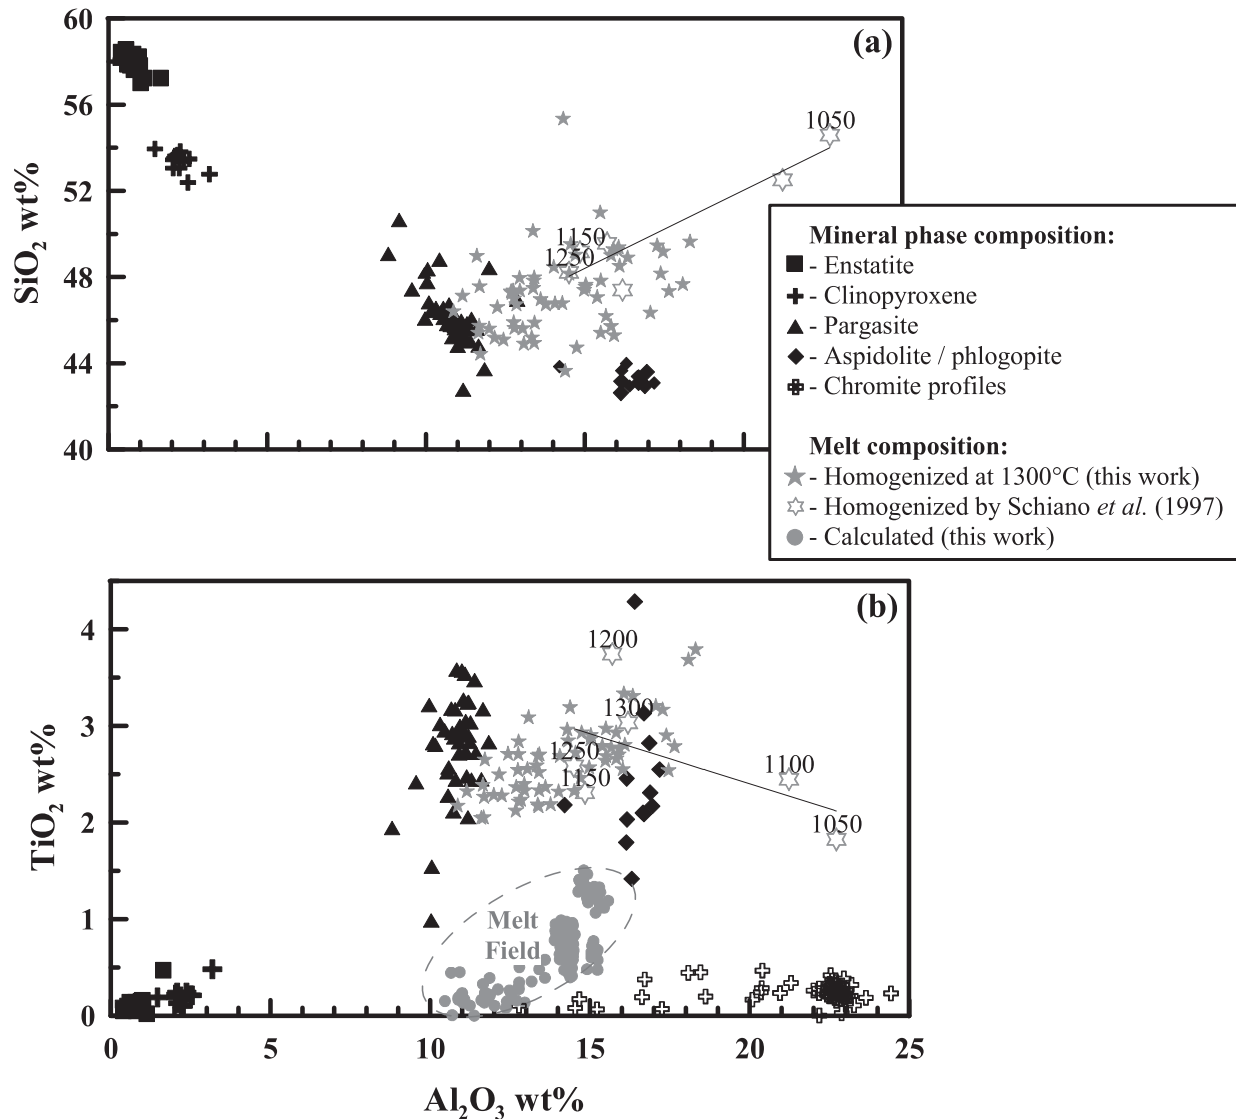 (a)
60
56
52
48
44
40
SiO2 wt%
1050
1150
1250
Mineral phase composition:
- Enstatite
- Clinopyroxene
- Pargasite
- Aspidolite / phlogopite
- Chromite profiles
Melt composition:
- Homogenized at 1300°C (this work)
- Homogenized by Schiano et al. (1997)
- Calculated (this work)
(b)
4
3
2
1
0
TiO2 wt%
1200
1300
1250
1150
1100
1050
Melt
Field
0 5 10 15 20 25
Al2O3 wt%